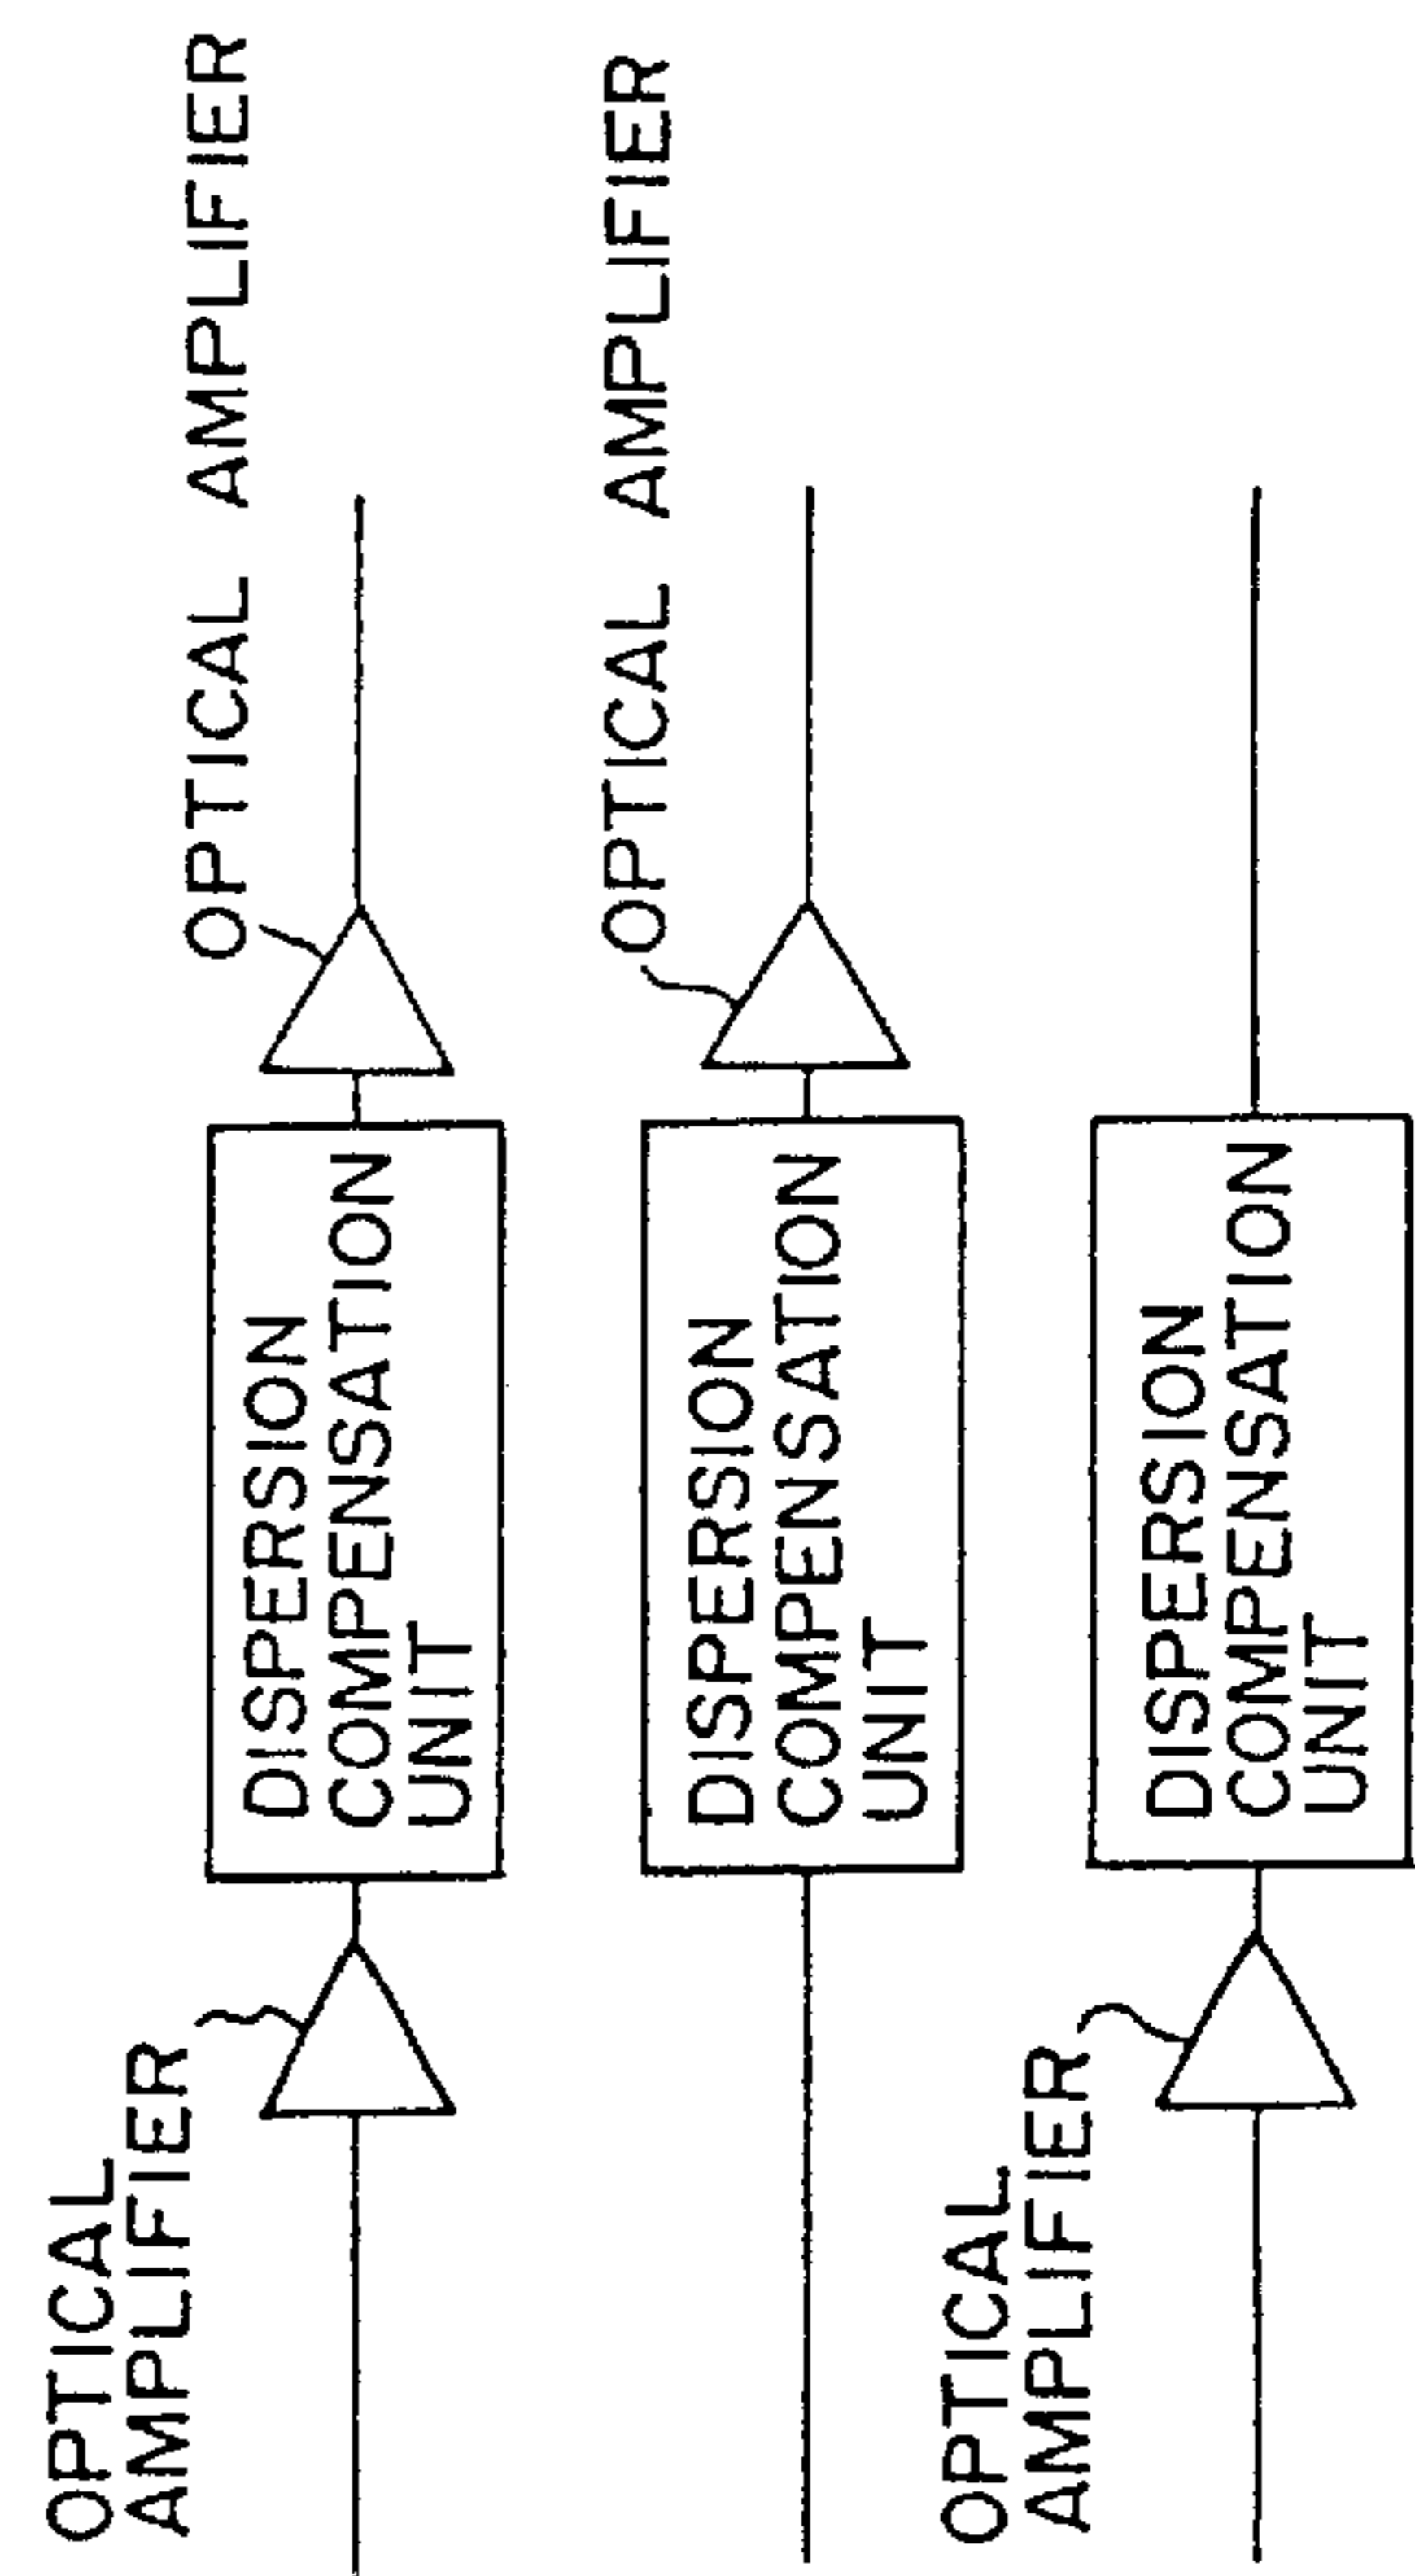 OPTICAL
AMPLIFIER
DISPERSION
COMPENSATION
UNIT
OPTICAL AMPLIFIER
DISPERSION
COMPENSATION
UNIT
OPTICAL AMPLIFIER
OPTICAL
AMPLIFIER
DISPERSION
COMPENSATION
UNIT